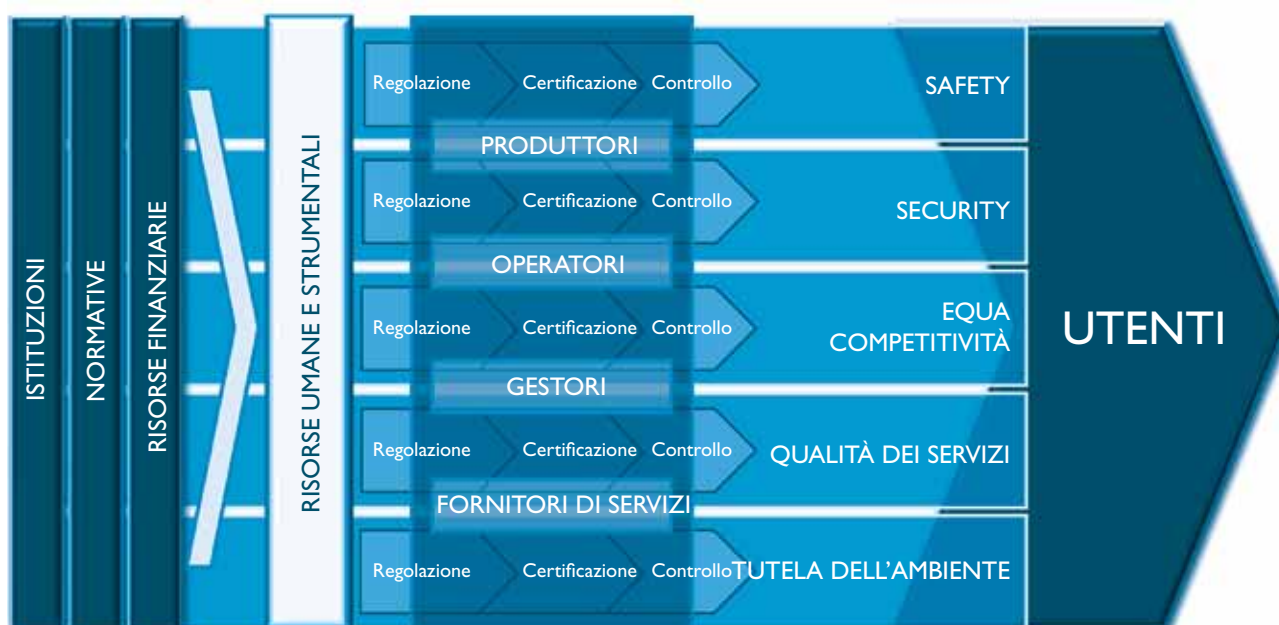 ISTITUZIONI
NORMATIVE
RISORSE FINANZIARIE
RISORSE UMANE E STRUMENTALI
Regolazione Certificazione Controllo
SAFETY
PRODUTTORI
Regolazione Certificazione Controllo
SECURITY
OPERATORI
Regolazione Certificazione Controllo
EQUA
COMPETITIVITÀ
GESTORI
Regolazione Certificazione Controllo
QUALITÀ DEI SERVIZI
FORNITORI DI SERVIZI
Regolazione Certificazione Controllo
TUTELA DELL’AMBIENTE
UTENTI